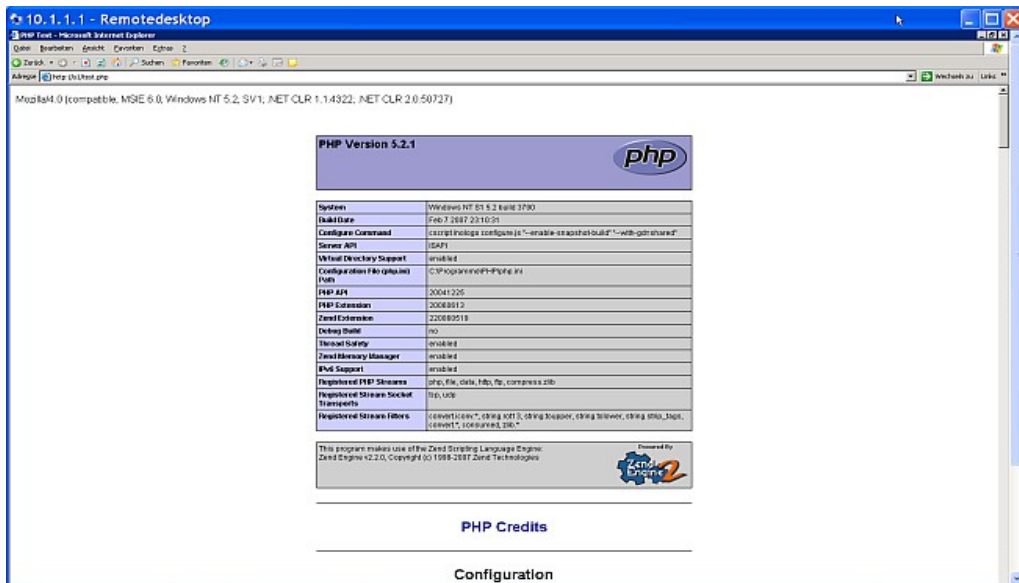 10.1.1.1 - Remotedesktop
PHP Test - Microsoft Internet Explorer
Datei Bearbeiten Ansicht Favoriten Extras ?
Zurück Suchen Favoriten
Adresse Wechseln zu Links
Mozilla/4.0 (compatible; MSIE 6.0; Windows NT 5.2; SV1; .NET CLR 1.1.4322; .NET CLR 2.0.50727)
PHP Version 5.2.1
php
System Windows NT S1 5.2 build 3790
Build Date Feb 7 2007 23:10:31
Configure Command cscript /nologo configure.js "--enable-snapshot-build" "--with-gd=shared"
Server API ISAPI
Virtual Directory Support enabled
Configuration File (php.ini) C:\Programme\PHP\php.ini
Path
PHP API 20041225
PHP Extension 20060613
Zend Extension 220060519
Debug Build no
Thread Safety enabled
Zend Memory Manager enabled
IPv6 Support enabled
Registered PHP Streams php, file, data, http, ftp, compress.zlib
Registered Stream Socket tcp, udp
Transports
Registered Stream Filters convert.iconv.*, string.rot13, string.toupper, string.tolower, string.strip_tags,
convert.*, consumed, zlib.*
This program makes use of the Zend Scripting Language Engine:
Zend Engine v2.2.0, Copyright (c) 1998-2007 Zend Technologies
Powered By
Zend
Engine 2
PHP Credits
Configuration